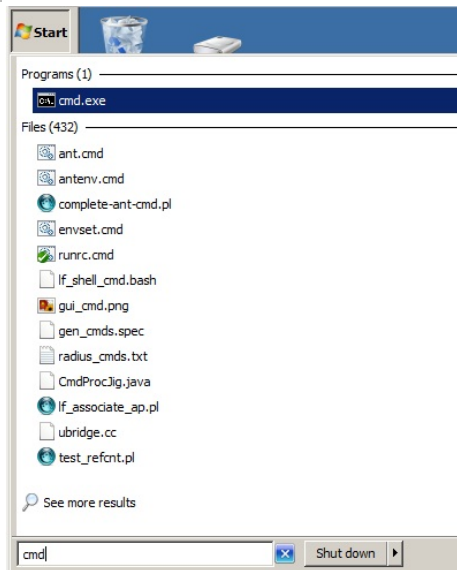 Start
Programs (1)
C:\. cmd.exe
Files (432)
ant.cmd
antenv.cmd
complete-ant-cmd.pl
envset.cmd
runrc.cmd
lf_shell_cmd.bash
gui_cmd.png
gen_cmds.spec
radius_cmds.txt
CmdProcJig.java
lf_associate_ap.pl
ubridge.cc
test_refcnt.pl
See more results
cmd
Shut down